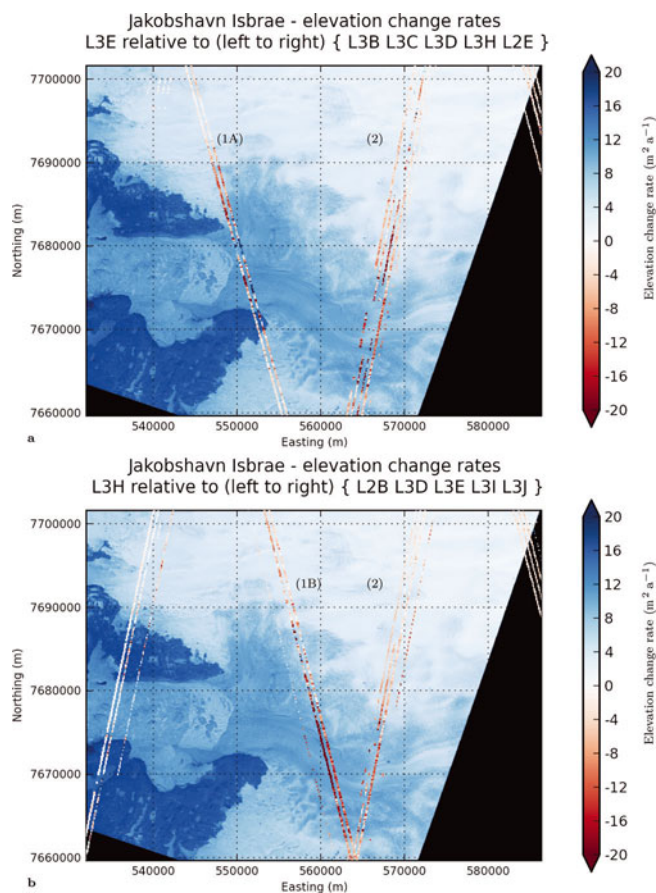 Jakobshavn Isbrae - elevation change rates
L3E relative to (left to right) { L3B L3C L3D L3H L2E }
7700000
7690000
7680000
7670000
7660000
Northing (m)
(1A)
(2)
540000 550000 560000 570000 580000
Easting (m)
a
20
16
12
8
4
0
-4
-8
-12
-16
-20
Elevation change rate (m² a⁻¹)
Jakobshavn Isbrae - elevation change rates
L3H relative to (left to right) { L2B L3D L3E L3I L3J }
7700000
7690000
7680000
7670000
7660000
Northing (m)
(1B)
(2)
540000 550000 560000 570000 580000
Easting (m)
b
20
16
12
8
4
0
-4
-8
-12
-16
-20
Elevation change rate (m² a⁻¹)